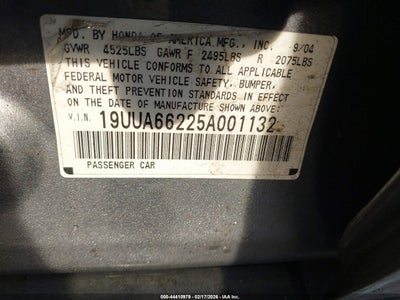 MFD. BY HONDA OF AMERICA MFG., INC. 9/04
GVWR 4525LBS GAWR F 2495LBS R 2075LBS
THIS VEHICLE CONFORMS TO ALL APPLICABLE
FEDERAL MOTOR VEHICLE SAFETY, BUMPER,
AND THEFT PREVENTION STANDARDS IN EFFECT ON
THE DATE OF MANUFACTURE SHOWN ABOVE.
V.I.N. 19UUA66225A001132
PASSENGER CAR
000-44410979 02/17/2026 IAA Inc.